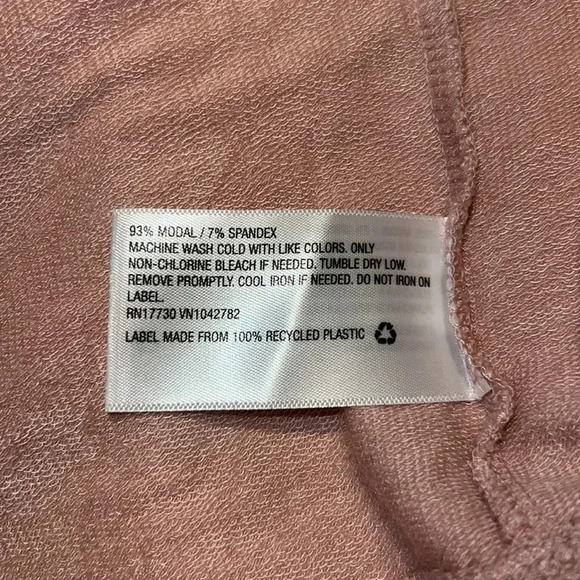 93% MODAL / 7% SPANDEX
MACHINE WASH COLD WITH LIKE COLORS. ONLY
NON-CHLORINE BLEACH IF NEEDED. TUMBLE DRY LOW.
REMOVE PROMPTLY. COOL IRON IF NEEDED. DO NOT IRON ON
LABEL.
RN17730 VN1042782
LABEL MADE FROM 100% RECYCLED PLASTIC